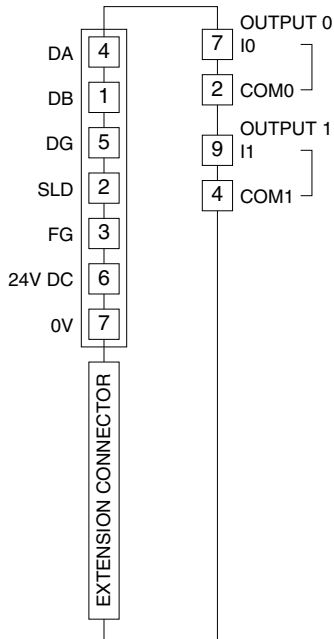 DA 4
DB 1
DG 5
SLD 2
FG 3
24V DC 6
0V 7
EXTENSION CONNECTOR
OUTPUT 0
7 I0
2 COM0
OUTPUT 1
9 I1
4 COM1